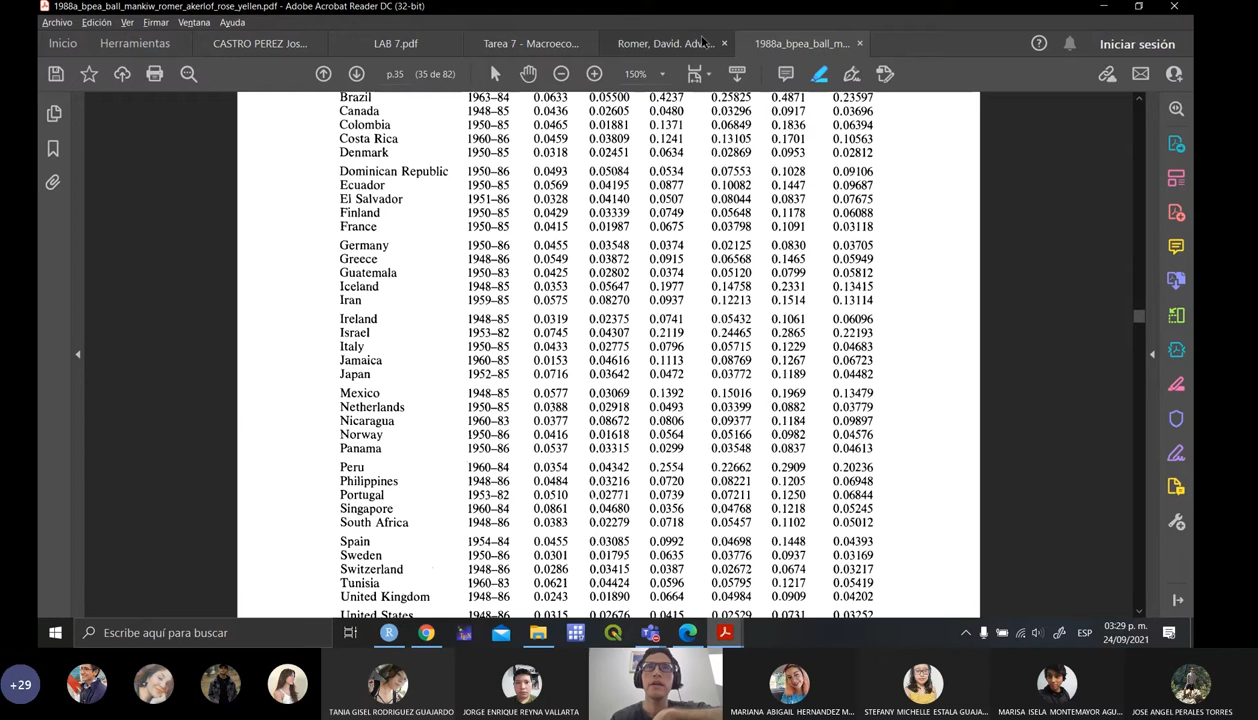 1988a_bpea_ball_mankiw_romer_akerlof_rose_yellen.pdf - Adobe Acrobat Reader DC (32-bit)
Archivo Edición Ver Firmar Ventana Ayuda
Inicio Herramientas CASTRO PEREZ Jos... LAB 7.pdf Tarea 7 - Macroeco... Romer, David. Adv... × 1988a_bpea_ball_m... × Iniciar sesión
p.35 (35 de 82) 150%
Brazil 1963–84 0.0633 0.05500 0.4237 0.25825 0.4871 0.23597
Canada 1948–85 0.0436 0.02605 0.0480 0.03296 0.0917 0.03696
Colombia 1950–85 0.0465 0.01881 0.1371 0.06849 0.1836 0.06394
Costa Rica 1960–86 0.0459 0.03809 0.1241 0.13105 0.1701 0.10563
Denmark 1950–85 0.0318 0.02451 0.0634 0.02869 0.0953 0.02812
Dominican Republic 1950–86 0.0493 0.05084 0.0534 0.07553 0.1028 0.09106
Ecuador 1950–85 0.0569 0.04195 0.0877 0.10082 0.1447 0.09687
El Salvador 1951–86 0.0328 0.04140 0.0507 0.08044 0.0837 0.07675
Finland 1950–85 0.0429 0.03339 0.0749 0.05648 0.1178 0.06088
France 1950–85 0.0415 0.01987 0.0675 0.03798 0.1091 0.03118
Germany 1950–86 0.0455 0.03548 0.0374 0.02125 0.0830 0.03705
Greece 1948–86 0.0549 0.03872 0.0915 0.06568 0.1465 0.05949
Guatemala 1950–83 0.0425 0.02802 0.0374 0.05120 0.0799 0.05812
Iceland 1948–85 0.0353 0.05647 0.1977 0.14758 0.2331 0.13415
Iran 1959–85 0.0575 0.08270 0.0937 0.12213 0.1514 0.13114
Ireland 1948–85 0.0319 0.02375 0.0741 0.05432 0.1061 0.06096
Israel 1953–82 0.0745 0.04307 0.2119 0.24465 0.2865 0.22193
Italy 1950–85 0.0433 0.02775 0.0796 0.05715 0.1229 0.04683
Jamaica 1960–85 0.0153 0.04616 0.1113 0.08769 0.1267 0.06723
Japan 1952–85 0.0716 0.03642 0.0472 0.03772 0.1189 0.04482
Mexico 1948–85 0.0577 0.03069 0.1392 0.15016 0.1969 0.13479
Netherlands 1950–85 0.0388 0.02918 0.0493 0.03399 0.0882 0.03779
Nicaragua 1960–83 0.0377 0.08672 0.0806 0.09377 0.1184 0.09897
Norway 1950–86 0.0416 0.01618 0.0564 0.05166 0.0982 0.04576
Panama 1950–86 0.0537 0.03315 0.0299 0.03548 0.0837 0.04613
Peru 1960–84 0.0354 0.04342 0.2554 0.22662 0.2909 0.20236
Philippines 1948–86 0.0484 0.03216 0.0720 0.08221 0.1205 0.06948
Portugal 1953–82 0.0510 0.02771 0.0739 0.07211 0.1250 0.06844
Singapore 1960–84 0.0861 0.04680 0.0356 0.04768 0.1218 0.05245
South Africa 1948–86 0.0383 0.02279 0.0718 0.05457 0.1102 0.05012
Spain 1954–84 0.0455 0.03085 0.0992 0.04698 0.1448 0.04393
Sweden 1950–86 0.0301 0.01795 0.0635 0.03776 0.0937 0.03169
Switzerland 1948–86 0.0286 0.03415 0.0387 0.02672 0.0674 0.03217
Tunisia 1960–83 0.0621 0.04424 0.0596 0.05795 0.1217 0.05419
United Kingdom 1948–86 0.0243 0.01890 0.0664 0.04984 0.0909 0.04202
United States 1948–86 0.0315 0.02676 0.0415 0.02529 0.0731 0.03252
Escribe aquí para buscar
ESP
03:29 p. m.
24/09/2021
+29
TANIA GISEL RODRIGUEZ GUAJARDO
JORGE ENRIQUE REYNA VALLARTA
MARIANA ABIGAIL HERNANDEZ M...
STEFANY MICHELLE ESTALA GUAJA...
MARISA ISELA MONTEMAYOR AGU...
JOSE ANGEL PERALES TORRES